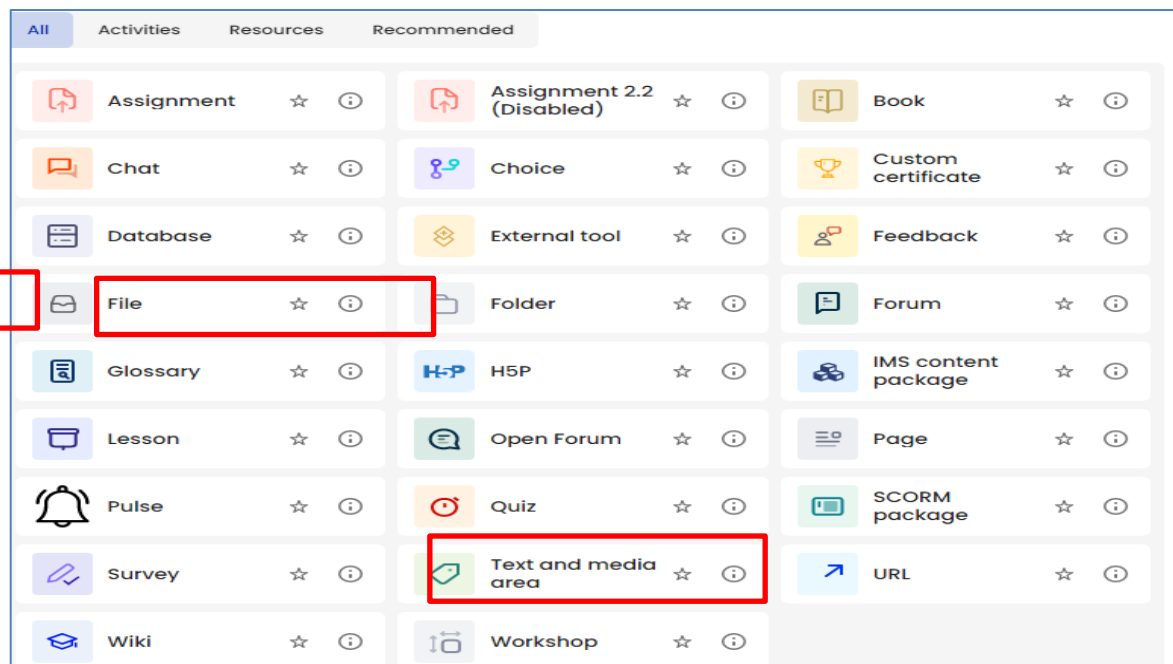 All Activities Resources Recommended
Assignment
Assignment 2.2
(Disabled)
Book
Chat
Choice
Custom
certificate
Database
External tool
Feedback
File
Folder
Forum
Glossary
H5P H5P
IMS content
package
Lesson
Open Forum
Page
Pulse
Quiz
SCORM
package
Survey
Text and media
area
URL
Wiki
Workshop